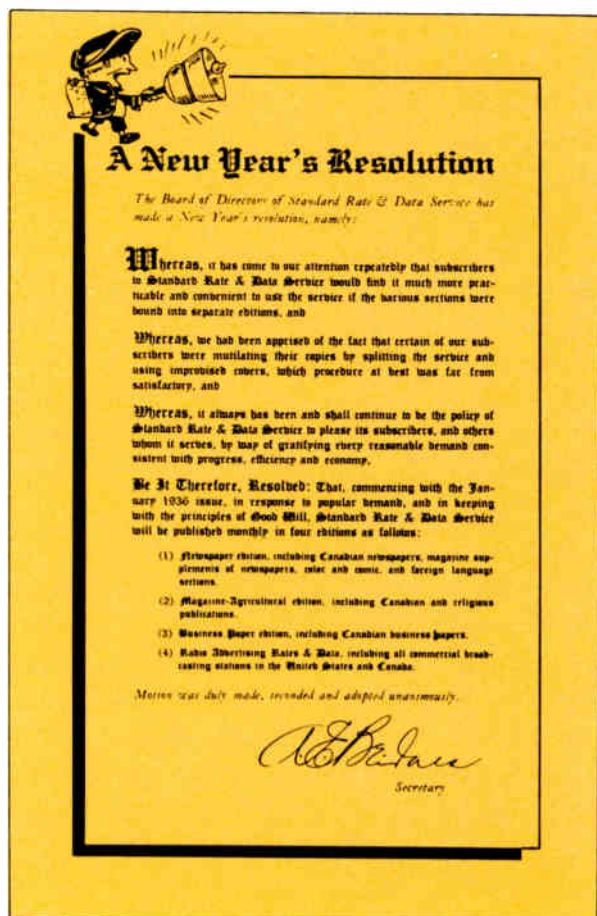 A New Year's Resolution
The Board of Directors of Standard Rate & Data Service has
made a New Year's resolution, namely:
Whereas, it has come to our attention repeatedly that subscribers
to Standard Rate & Data Service would find it much more prac-
ticable and convenient to use the service if the various sections were
bound into separate editions, and
Whereas, we had been apprised of the fact that certain of our sub-
scribers were mutilating their copies by splitting the service and
using improvised covers, which procedure at best was far from
satisfactory, and
Whereas, it always has been and shall continue to be the policy of
Standard Rate & Data Service to please its subscribers, and others
whom it serves, by way of gratifying every reasonable demand con-
sistent with progress, efficiency and economy,
Be It Therefore, Resolved: That, commencing with the Jan-
uary 1936 issue, in response to popular demand, and in keeping
with the principles of Good Will, Standard Rate & Data Service
will be published monthly in four editions as follows:
(1) Newspaper edition, including Canadian newspapers, magazine sup-
plements of newspapers, color and comic, and foreign language
sections.
(2) Magazine-Agricultural edition, including Canadian and religious
publications.
(3) Business Paper edition, including Canadian business papers.
(4) Radio Advertising Rates & Data, including all commercial broad-
casting stations in the United States and Canada.
Motion was duly made, seconded and adopted unanimously.
Secretary